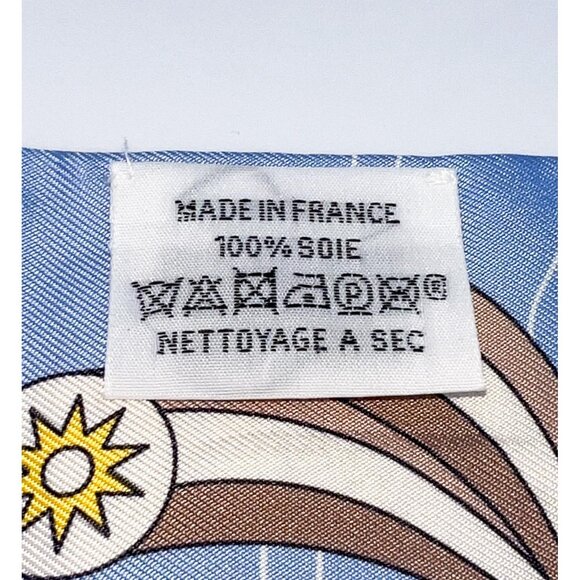 MADE IN FRANCE
100% SOIE
P ®
NETTOYAGE A SEC